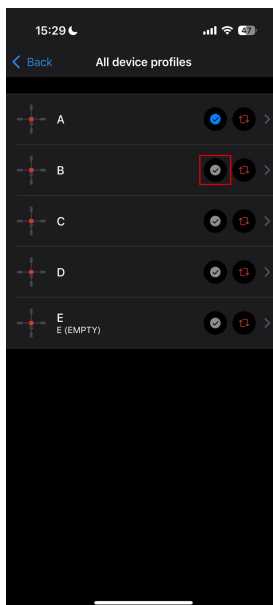 15:29
47
Back
All device profiles
A
B
C
D
E
E (EMPTY)